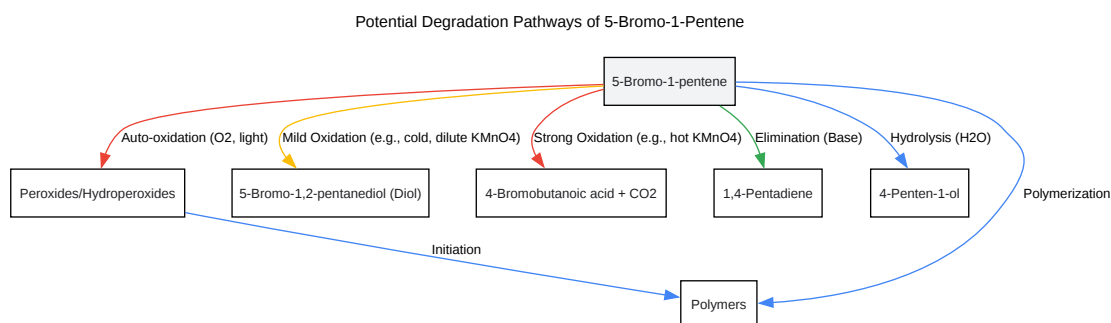 Potential Degradation Pathways of 5-Bromo-1-Pentene
5-Bromo-1-pentene
Auto-oxidation (O2, light)
Mild Oxidation (e.g., cold, dilute KMnO4)
Strong Oxidation (e.g., hot KMnO4)
Elimination (Base)
Hydrolysis (H2O)
Peroxides/Hydroperoxides
5-Bromo-1,2-pentanediol (Diol)
4-Bromobutanoic acid + CO2
1,4-Pentadiene
4-Penten-1-ol
Polymerization
Initiation
Polymers